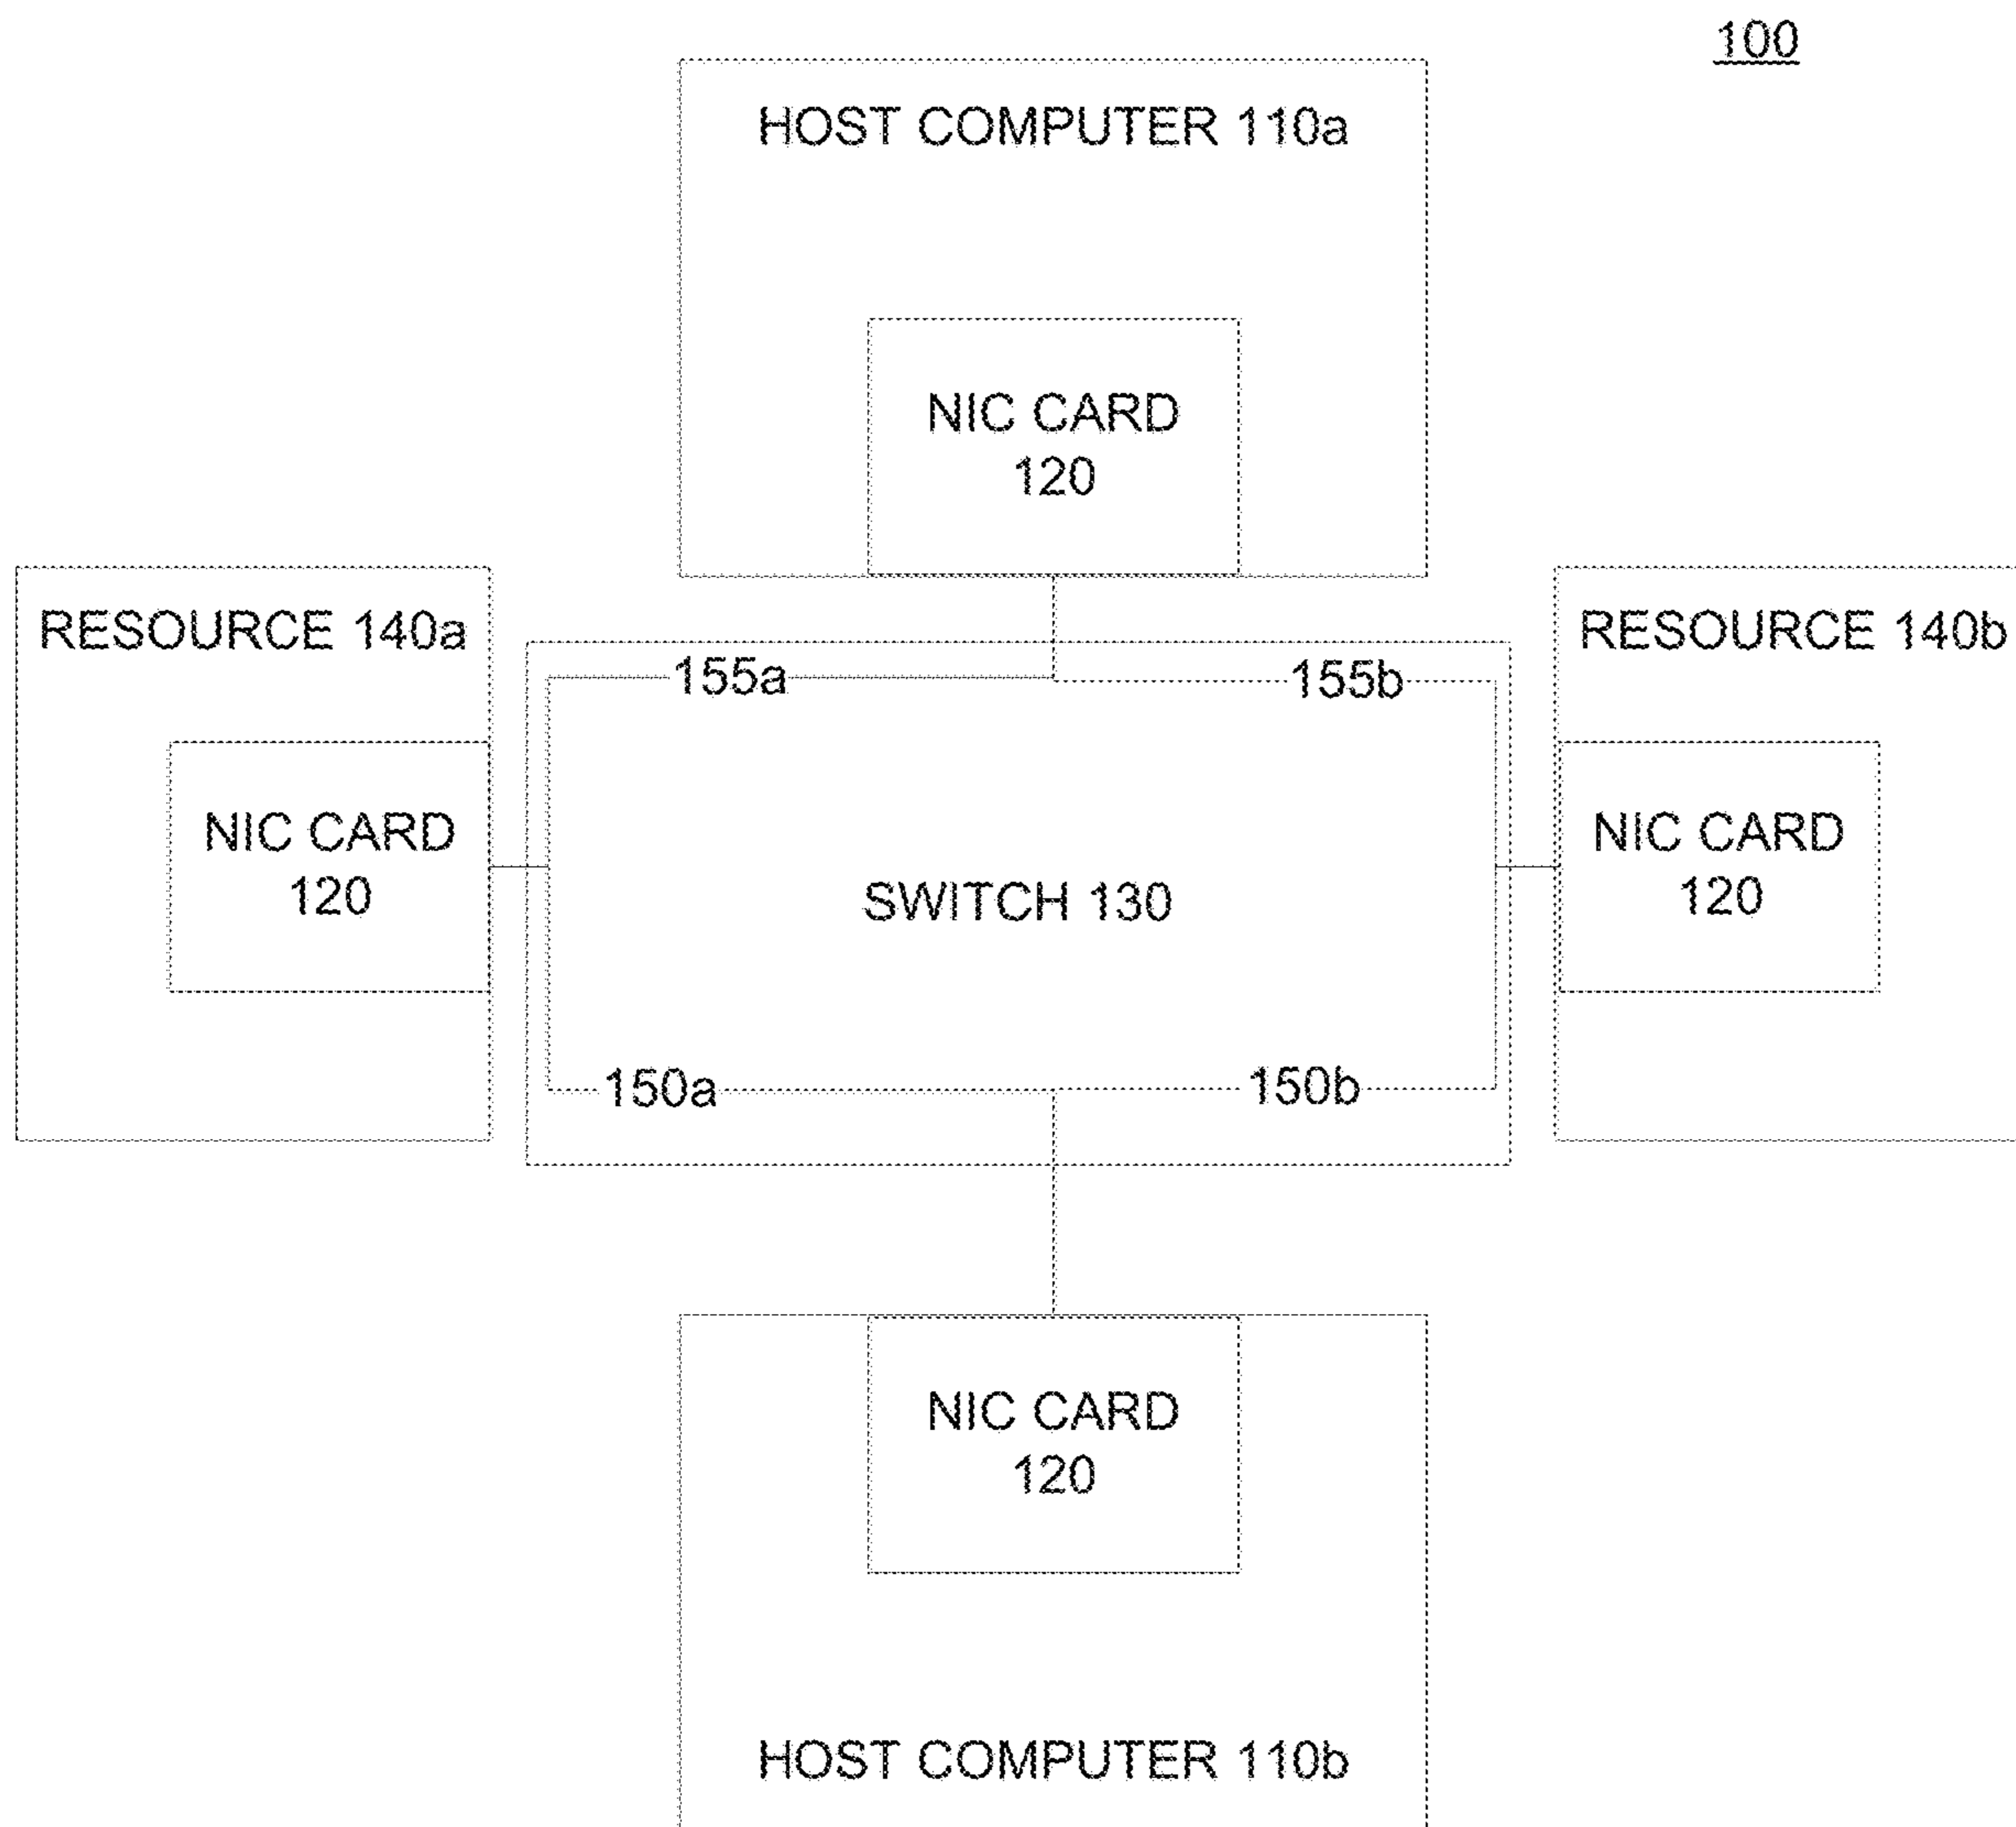 100
HOST COMPUTER 110a
NIC CARD
120
RESOURCE 140a
RESOURCE 140b
155a
155b
NIC CARD
120
SWITCH 130
NIC CARD
120
150a
150b
NIC CARD
120
HOST COMPUTER 110b